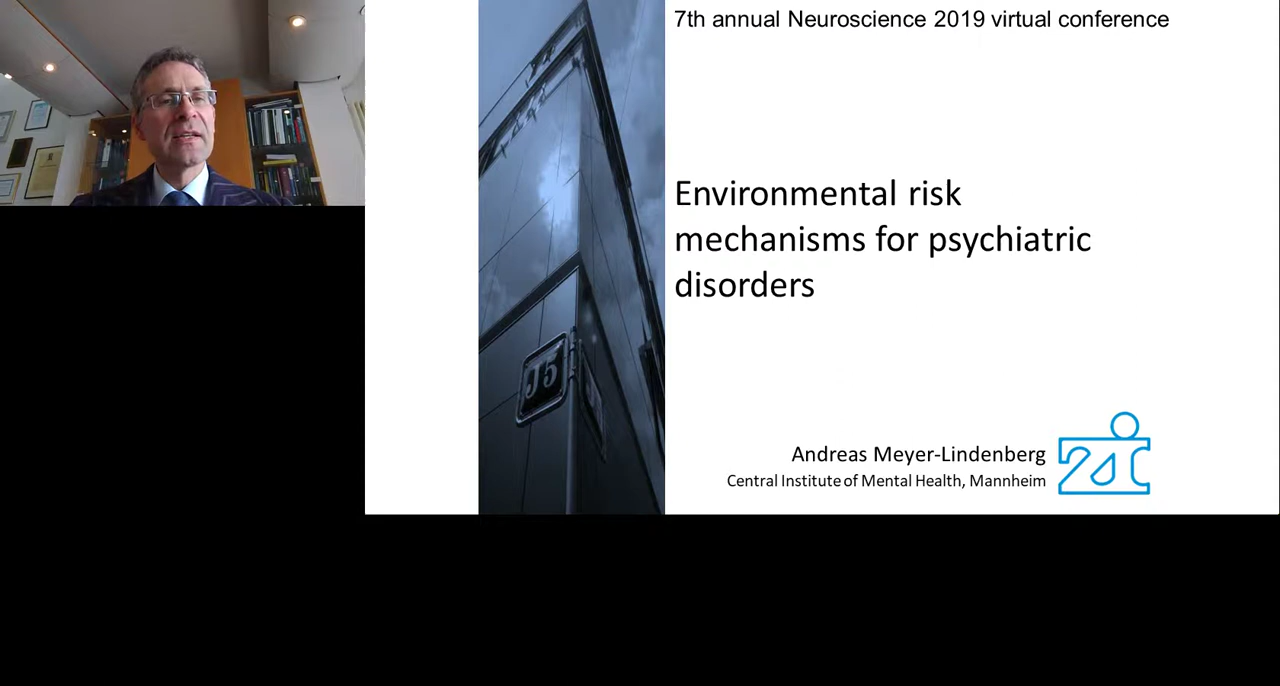 7th annual Neuroscience 2019 virtual conference
Environmental risk
mechanisms for psychiatric
disorders
J5
Andreas Meyer-Lindenberg
Central Institute of Mental Health, Mannheim